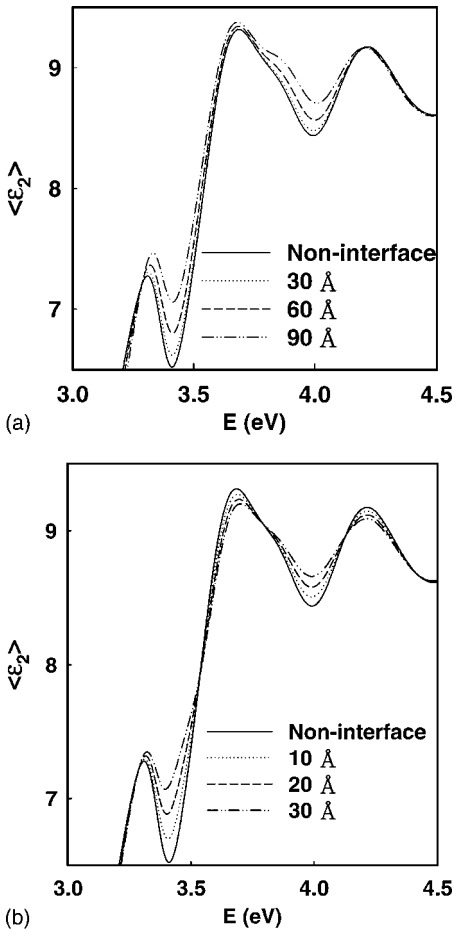 9
8
7
<ε₂>
Non-interface
30 Å
60 Å
90 Å
3.0 3.5 4.0 4.5
(a)
E (eV)
9
8
7
<ε₂>
Non-interface
10 Å
20 Å
30 Å
3.0 3.5 4.0 4.5
(b)
E (eV)